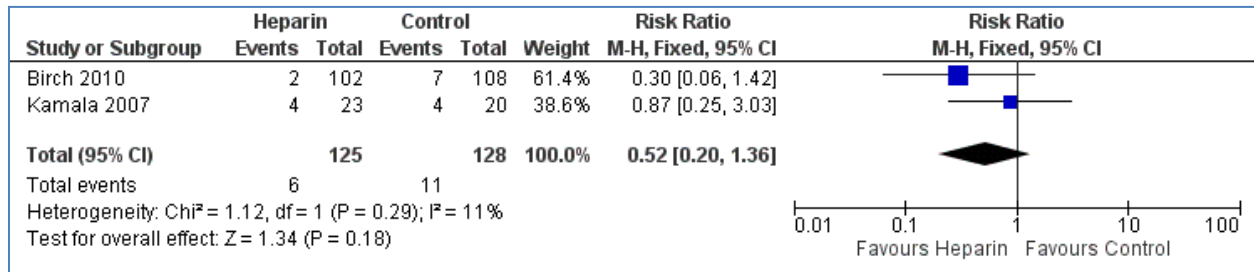 Heparin Control Risk Ratio Risk Ratio
Study or Subgroup Events Total Events Total Weight M-H, Fixed, 95% CI M-H, Fixed, 95% CI
Birch 2010 2 102 7 108 61.4% 0.30 [0.06, 1.42]
Kamala 2007 4 23 4 20 38.6% 0.87 [0.25, 3.03]
Total (95% CI) 125 128 100.0% 0.52 [0.20, 1.36]
Total events 6 11
Heterogeneity: Chi² = 1.12, df = 1 (P = 0.29); I² = 11%
Test for overall effect: Z = 1.34 (P = 0.18)
0.01 0.1 1 10 100
Favours Heparin Favours Control